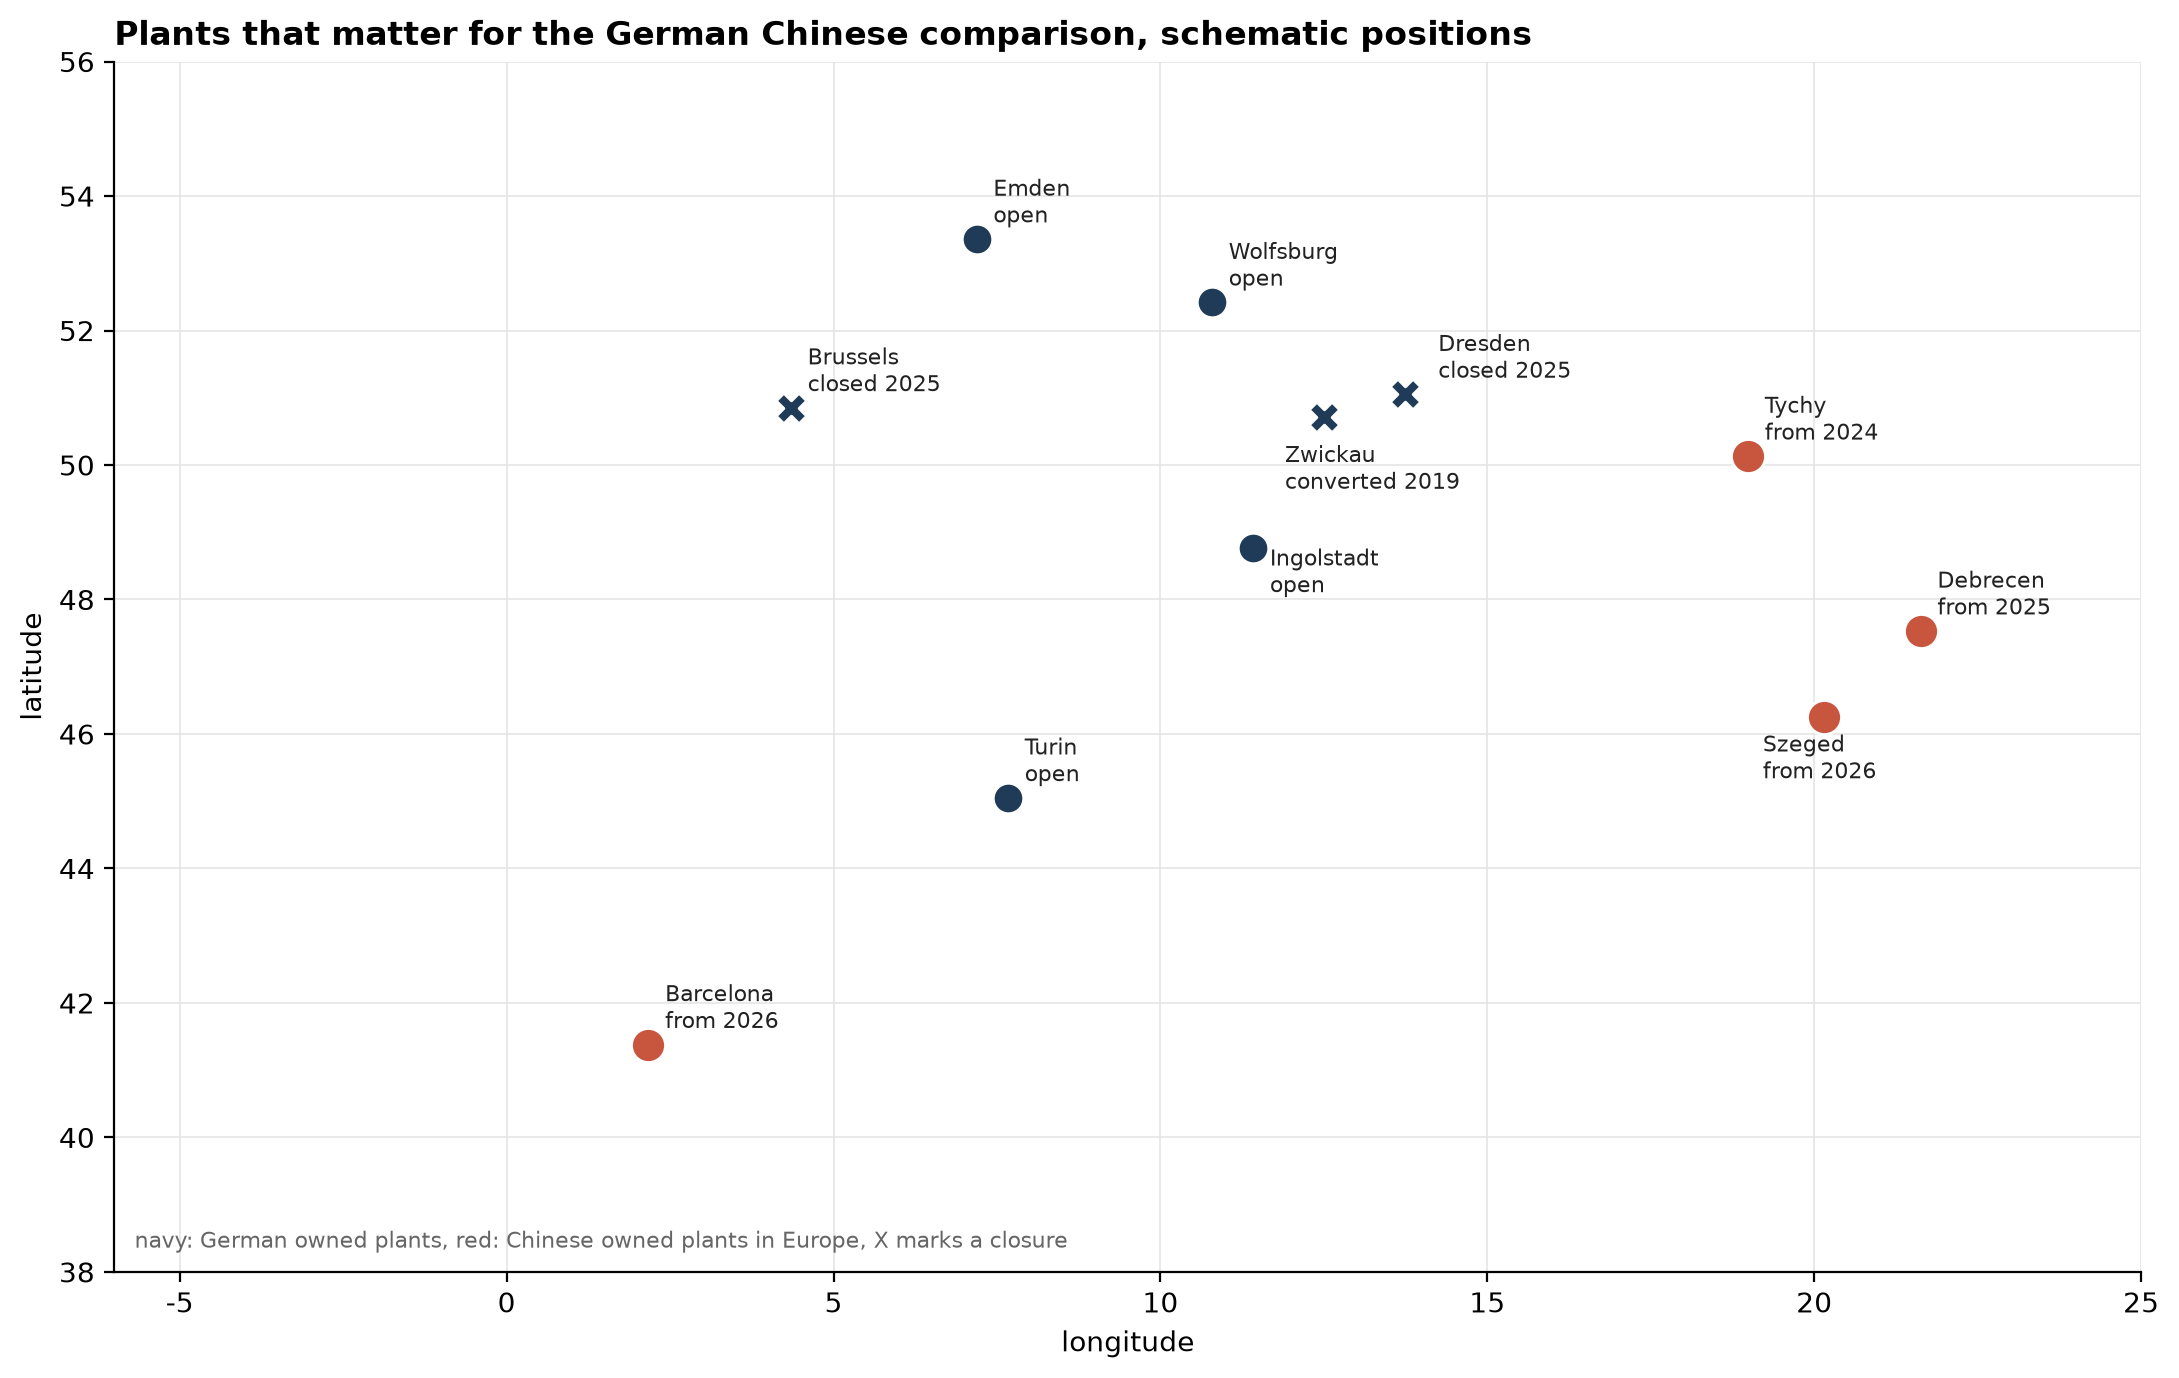 Plants that matter for the German Chinese comparison, schematic positions
56
54
52
50
48
46
44
42
40
38
latitude
Emden
open
Wolfsburg
open
Dresden
closed 2025
Brussels
closed 2025
Tychy
from 2024
Zwickau
converted 2019
Ingolstadt
open
Debrecen
from 2025
Szeged
from 2026
Turin
open
Barcelona
from 2026
navy: German owned plants, red: Chinese owned plants in Europe, X marks a closure
-5
0
5
10
15
20
25
longitude